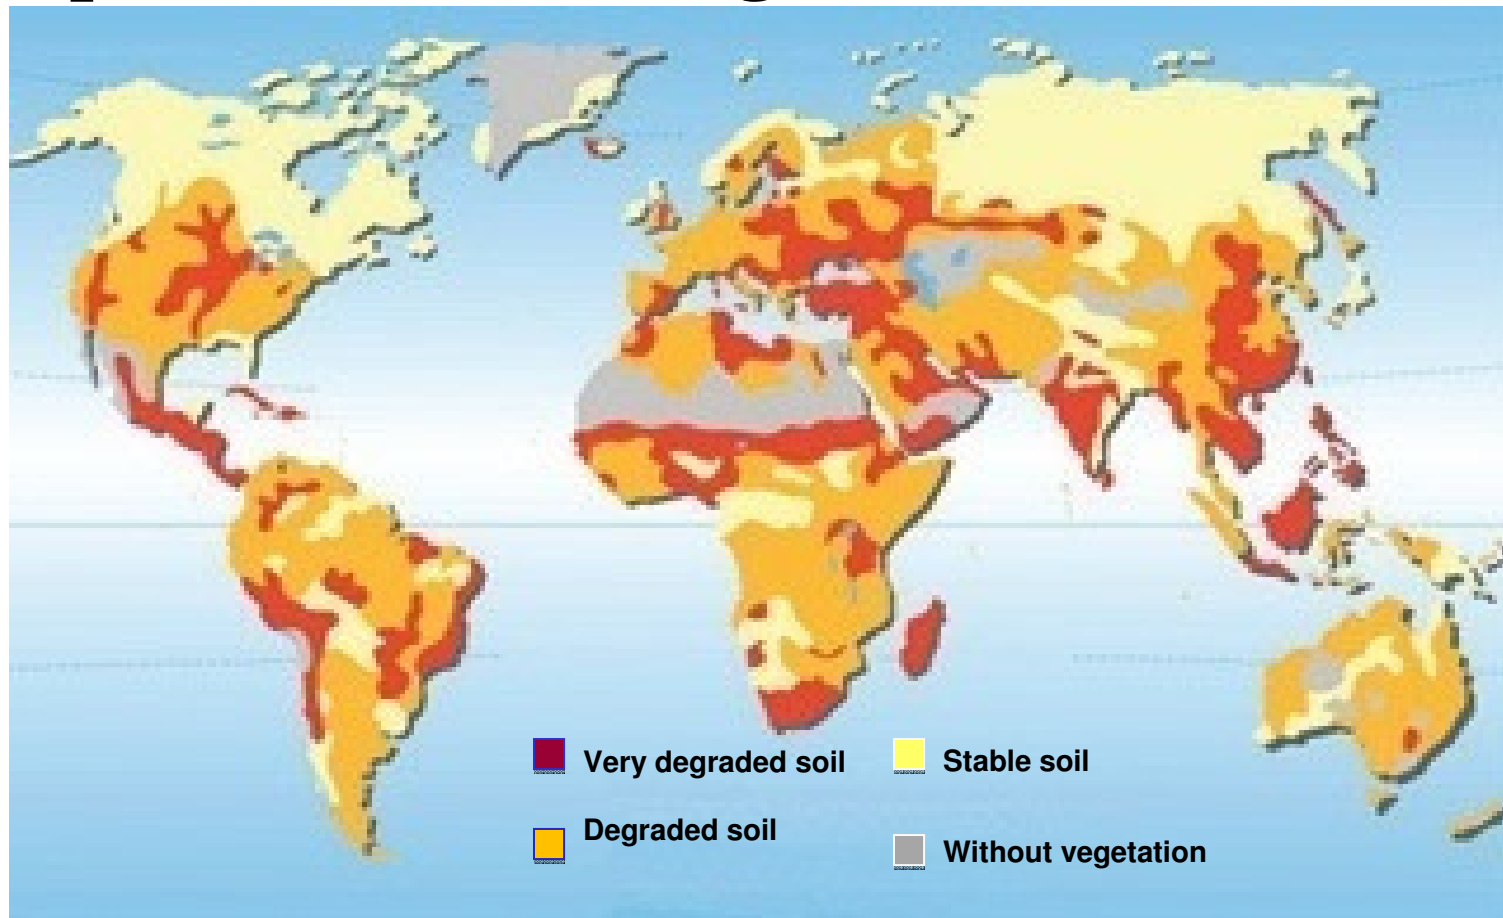 Very degraded soil
Stable soil
Degraded soil
Without vegetation